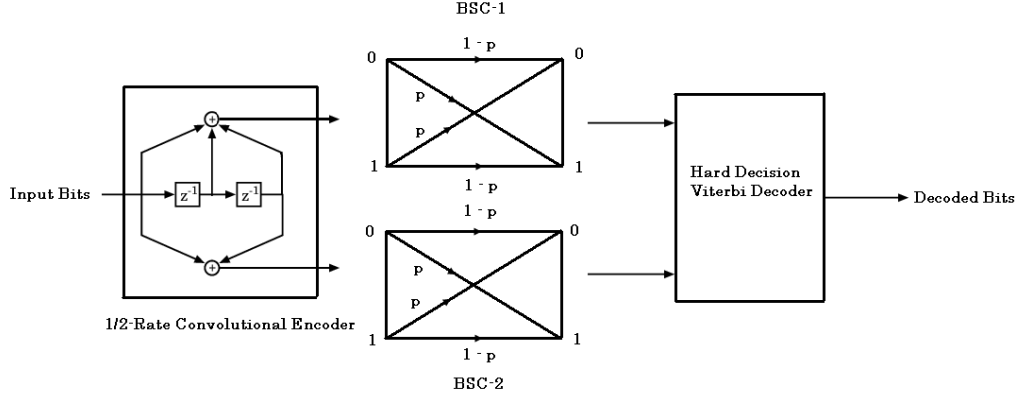 BSC-1
1 - p
0
0
p
p
1
1
1 - p
Input Bits
z-1
z-1
+
+
1/2-Rate Convolutional Encoder
1 - p
0
0
p
p
1
1
1 - p
BSC-2
Hard Decision
Viterbi Decoder
Decoded Bits